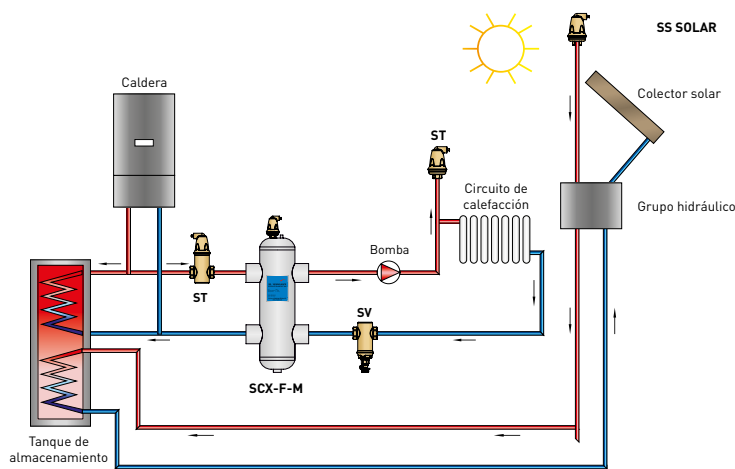 SS SOLAR
Caldera
Colector solar
ST
Circuito de
calefacción
Grupo hidráulico
Bomba
ST
SV
SCX-F-M
Tanque de
almacenamiento